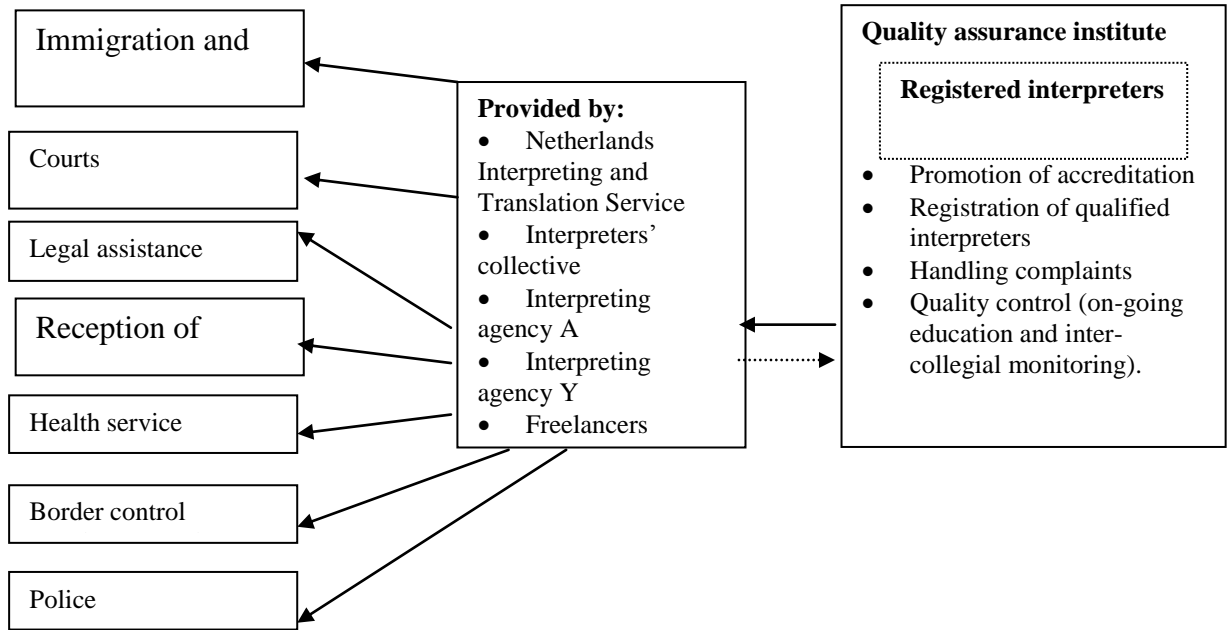 Immigration and
Courts
Legal assistance
Reception of
Health service
Border control
Police
Provided by:
• Netherlands
Interpreting and
Translation Service
• Interpreters’
collective
• Interpreting
agency A
• Interpreting
agency Y
• Freelancers
Quality assurance institute
Registered interpreters
• Promotion of accreditation
• Registration of qualified
interpreters
• Handling complaints
• Quality control (on-going
education and inter-
collegial monitoring).